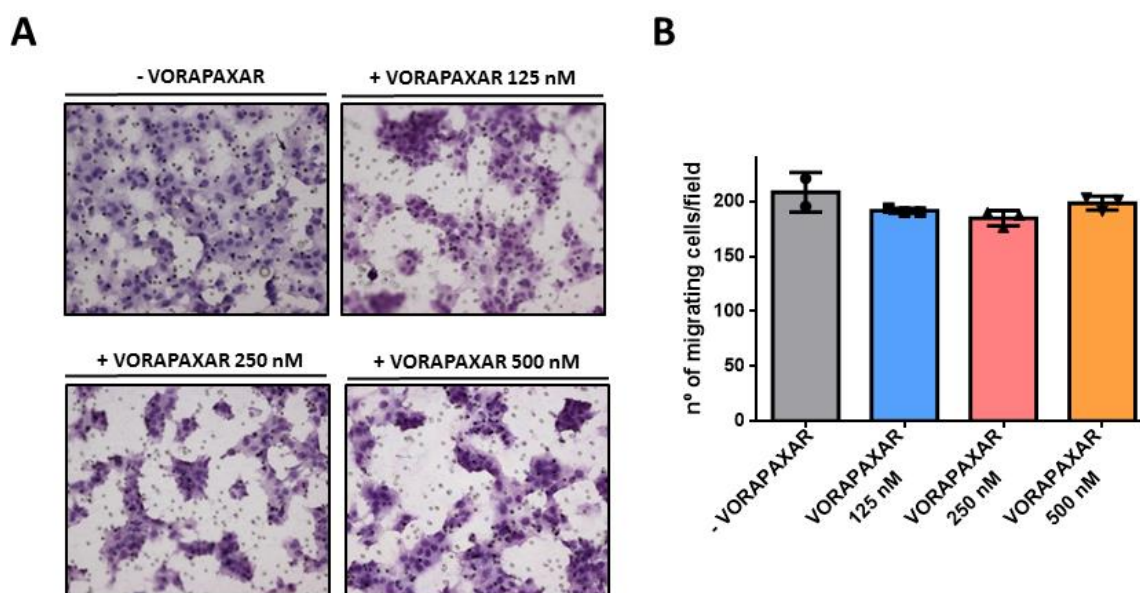 A
- VORAPAXAR
+ VORAPAXAR 125 nM
+ VORAPAXAR 250 nM
+ VORAPAXAR 500 nM
B
nº of migrating cells/field
200
150
100
50
0
- VORAPAXAR
VORAPAXAR
125 nM
VORAPAXAR
250 nM
VORAPAXAR
500 nM